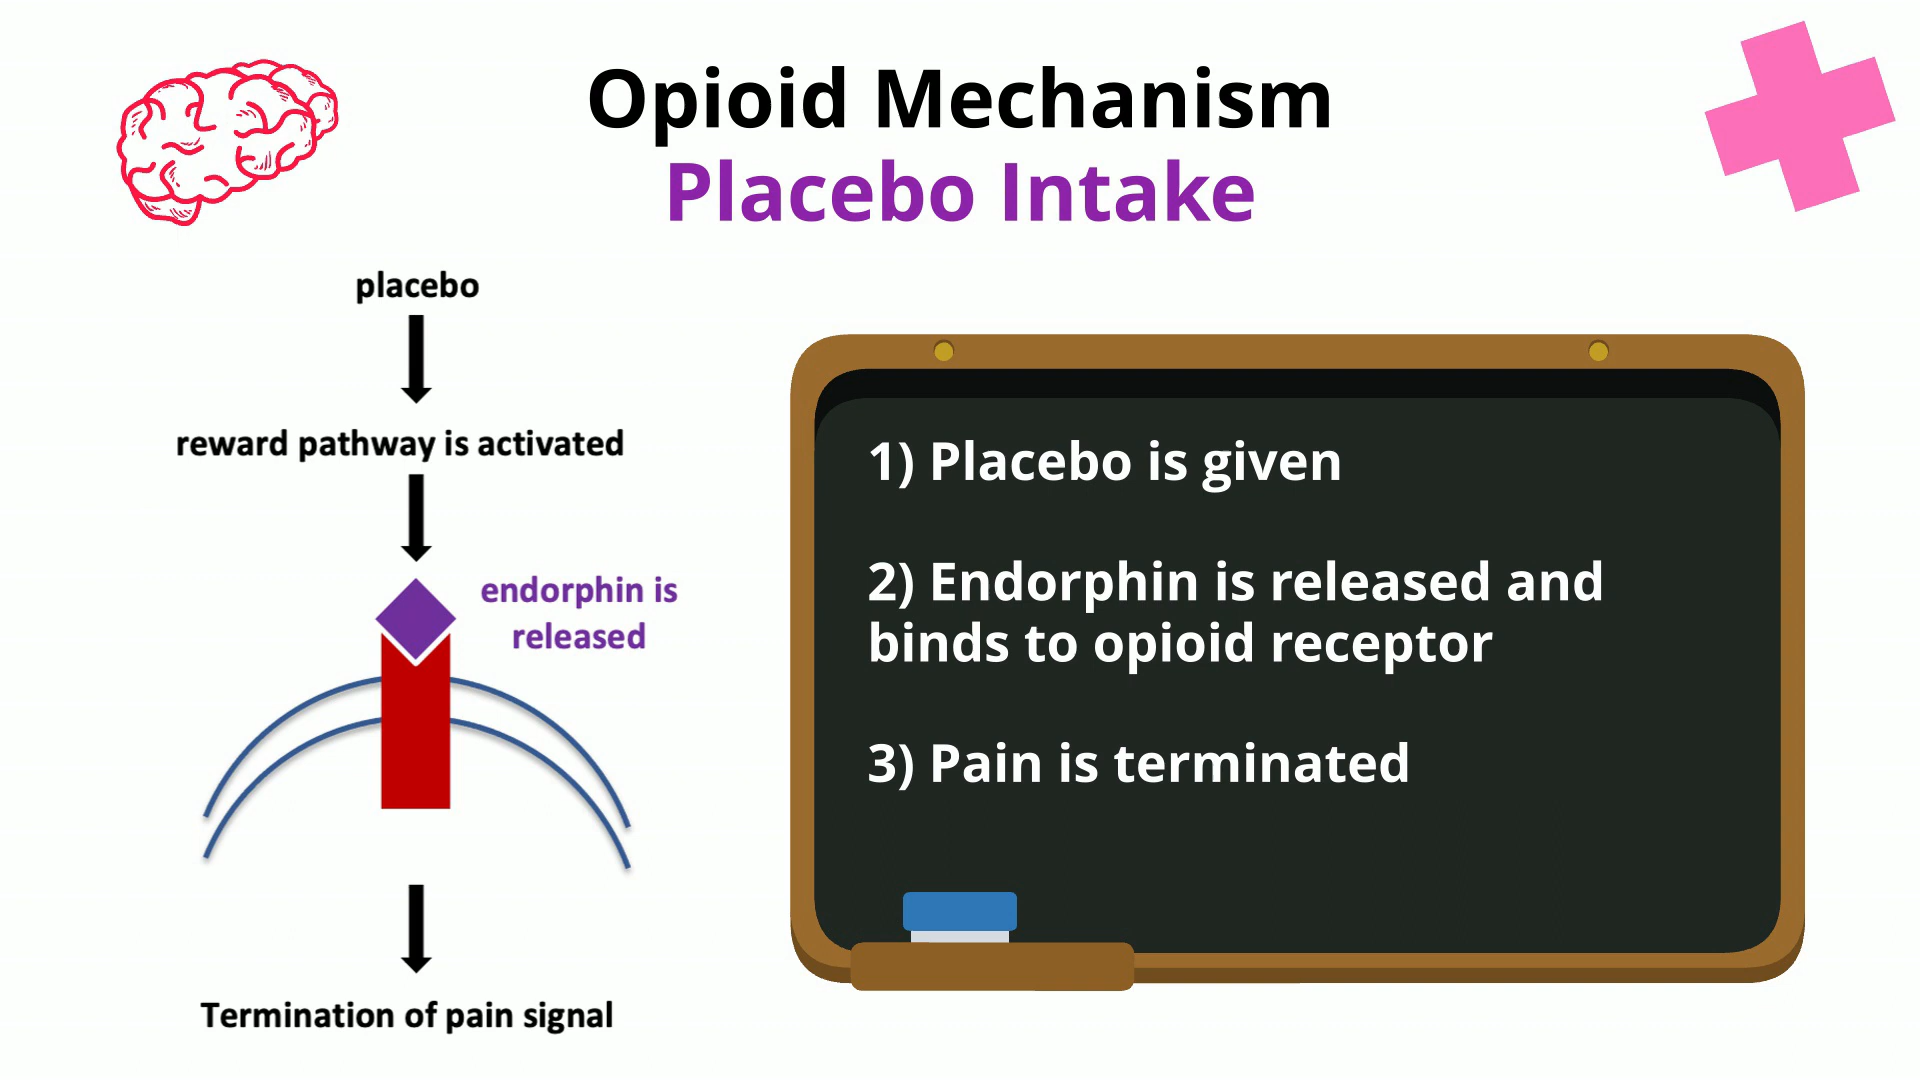 Opioid Mechanism
Placebo Intake
placebo
reward pathway is activated
endorphin is
released
Termination of pain signal
1) Placebo is given
2) Endorphin is released and
binds to opioid receptor
3) Pain is terminated